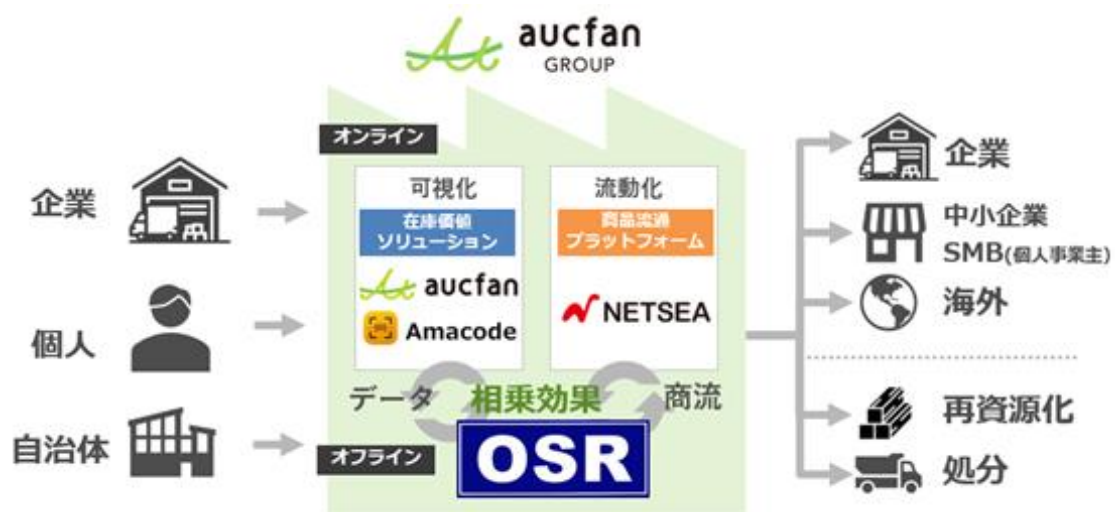 aucfan
GROUP
オンライン
企業
個人
自治体
可視化
在庫価値
ソリューション
aucfan
Amacode
流動化
商品流通
プラットフォーム
NETSEA
データ
相乗効果
商流
オフライン
OSR
企業
中小企業
SMB(個人事業主)
海外
再資源化
処分